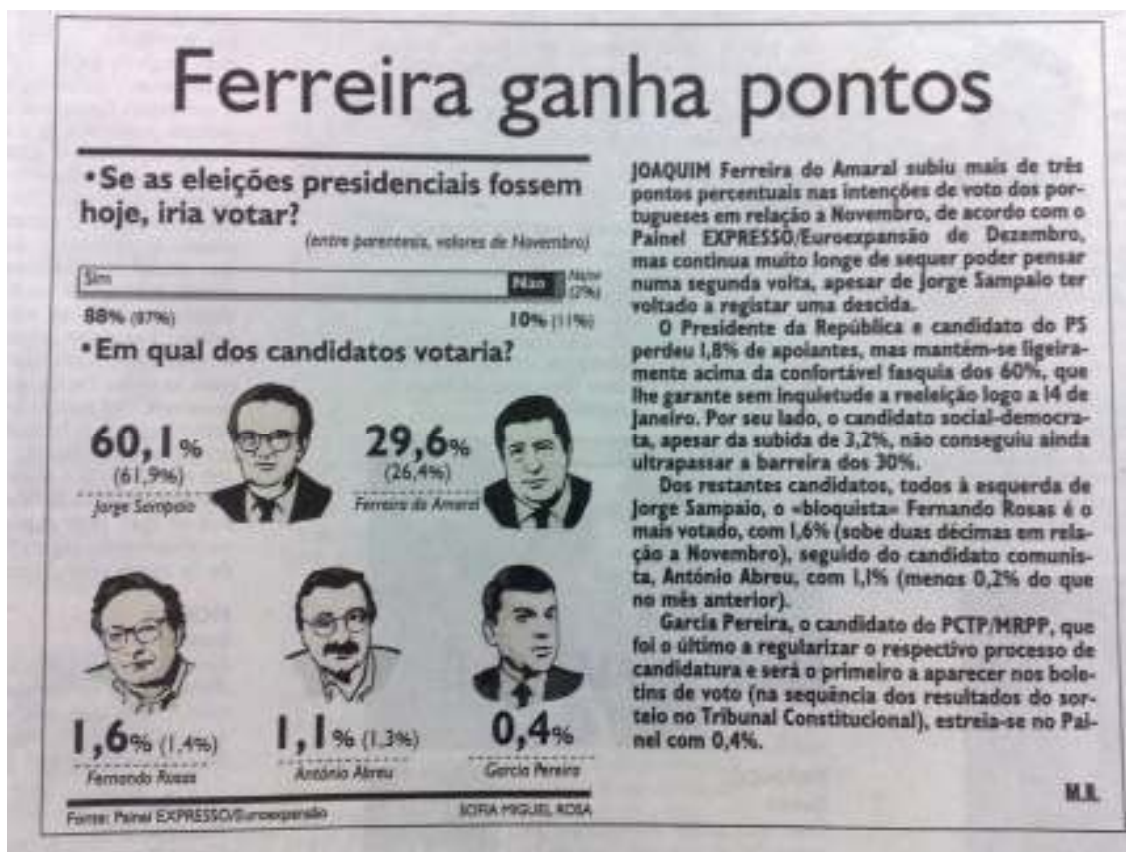 Ferreira ganha pontos
•Se as eleições presidenciais fossem
hoje, iria votar?
(entre parentesis, valores de Novembro)
Sim
Não
(2%)
88% (87%)
10% (11%)
•Em qual dos candidatos votaria?
60,1%
(61,9%)
Jorge Sampaio
29,6%
(26,4%)
Ferreira do Amaral
1,6% (1,4%)
Fernando Rosas
1,1% (1,3%)
António Abreu
0,4%
Garcia Pereira
Fonte: Painel EXPRESSO/Euroexpansão
SOFIA MIGUEL ROSA
JOAQUIM Ferreira do Amaral subiu mais de três
pontos percentuais nas intenções de voto dos por-
tugueses em relação a Novembro, de acordo com o
Painel EXPRESSO/Euroexpansão de Dezembro,
mas continua muito longe de sequer poder pensar
numa segunda volta, apesar de Jorge Sampaio ter
voltado a registar uma descida.
O Presidente da República e candidato do PS
perdeu 1,8% de apoiantes, mas mantém-se ligeira-
mente acima da confortável fasquia dos 60%, que
lhe garante sem inquietude a reeleição logo a 14 de
Janeiro. Por seu lado, o candidato social-democra-
ta, apesar da subida de 3,2%, não conseguiu ainda
ultrapassar a barreira dos 30%.
Dos restantes candidatos, todos à esquerda de
Jorge Sampaio, o «bloquista» Fernando Rosas é o
mais votado, com 1,6% (sobe duas décimas em rela-
ção a Novembro), seguido do candidato comunis-
ta, António Abreu, com 1,1% (menos 0,2% do que
no mês anterior).
Garcia Pereira, o candidato do PCTP/MRPP, que
foi o último a regularizar o respectivo processo de
candidatura e será o primeiro a aparecer nos bole-
tins de voto (na sequência dos resultados do sor-
teio no Tribunal Constitucional), estreia-se no Pai-
nel com 0,4%.